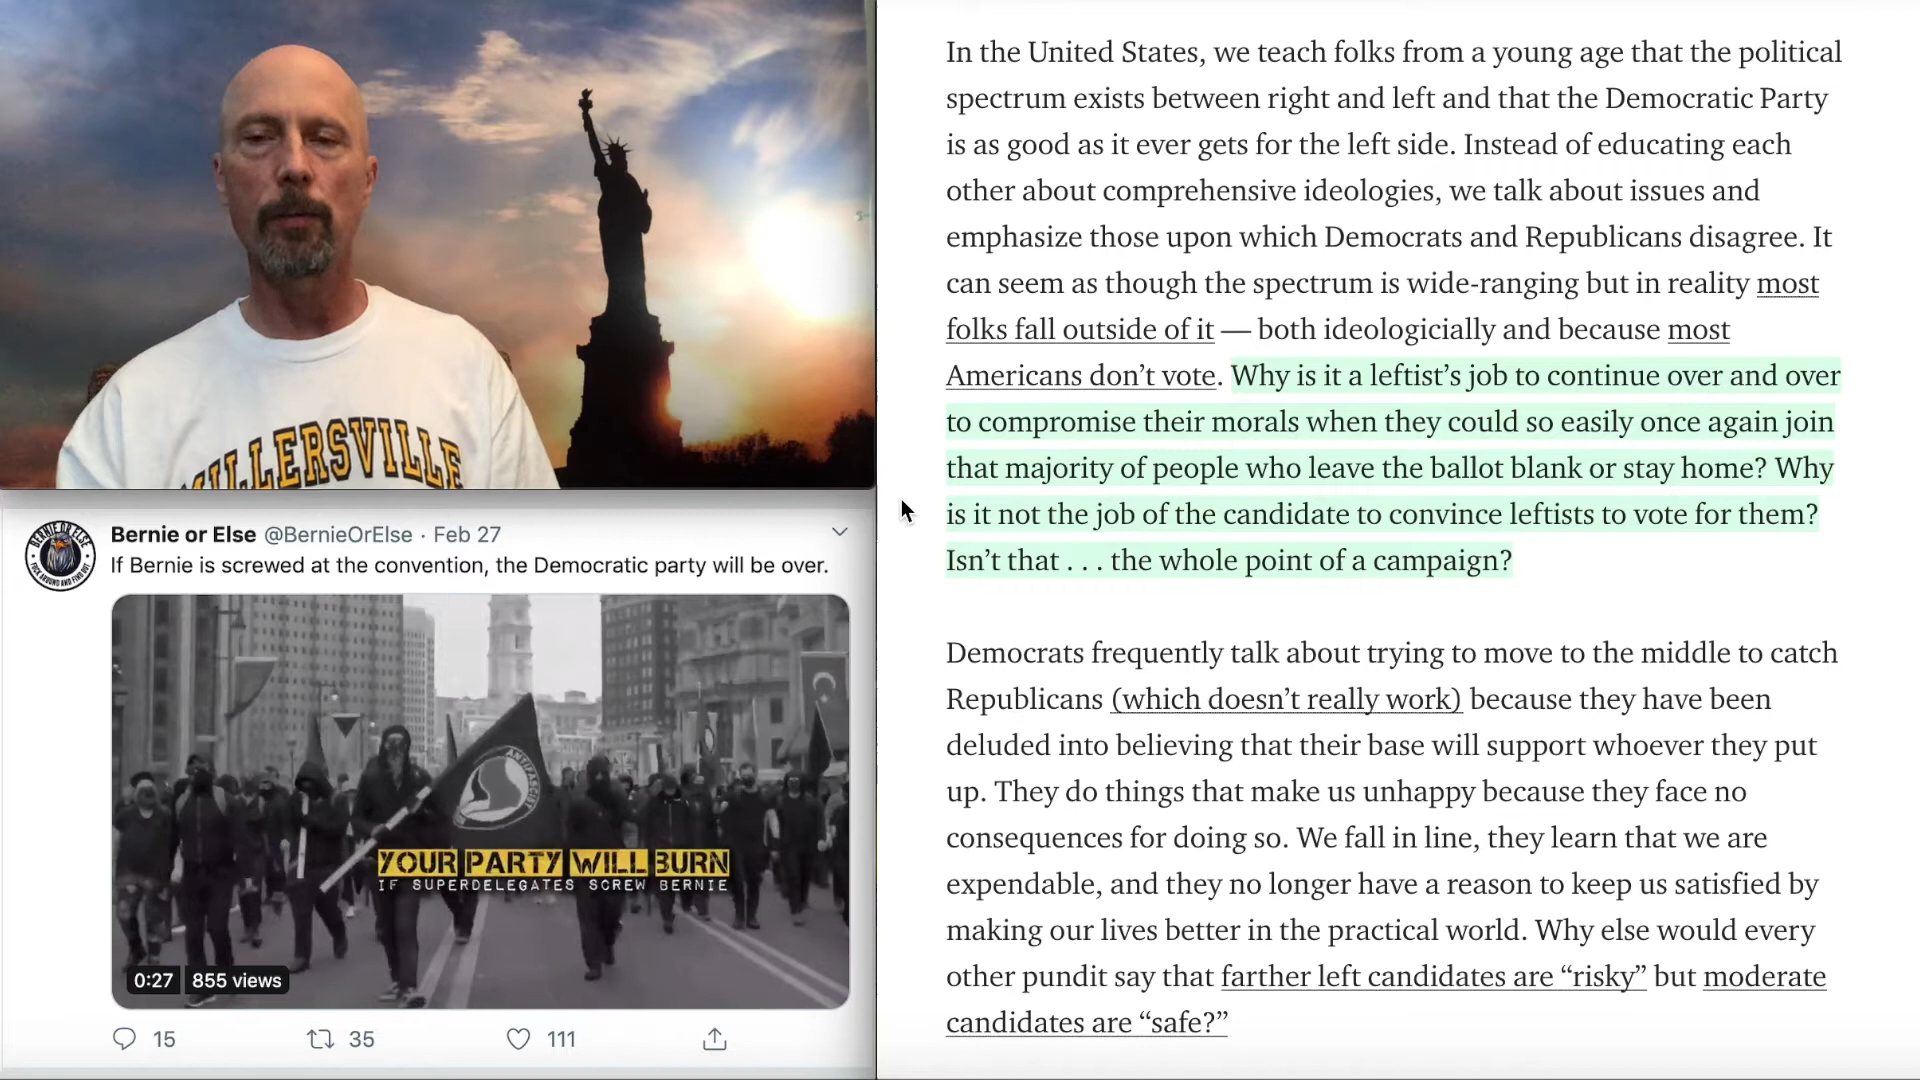 MILLERSVILLE
Bernie or Else @BernieOrElse · Feb 27
If Bernie is screwed at the convention, the Democratic party will be over.
BERNIE OR ELSE
ANTIFASCIST
YOUR PARTY WILL BURN
IF SUPERDELEGATES SCREW BERNIE
0:27 855 views
15 35 111
In the United States, we teach folks from a young age that the political
spectrum exists between right and left and that the Democratic Party
is as good as it ever gets for the left side. Instead of educating each
other about comprehensive ideologies, we talk about issues and
emphasize those upon which Democrats and Republicans disagree. It
can seem as though the spectrum is wide-ranging but in reality most
folks fall outside of it — both ideologicially and because most
Americans don’t vote. Why is it a leftist’s job to continue over and over
to compromise their morals when they could so easily once again join
that majority of people who leave the ballot blank or stay home? Why
is it not the job of the candidate to convince leftists to vote for them?
Isn’t that . . . the whole point of a campaign?
Democrats frequently talk about trying to move to the middle to catch
Republicans (which doesn’t really work) because they have been
deluded into believing that their base will support whoever they put
up. They do things that make us unhappy because they face no
consequences for doing so. We fall in line, they learn that we are
expendable, and they no longer have a reason to keep us satisfied by
making our lives better in the practical world. Why else would every
other pundit say that farther left candidates are “risky” but moderate
candidates are “safe?”